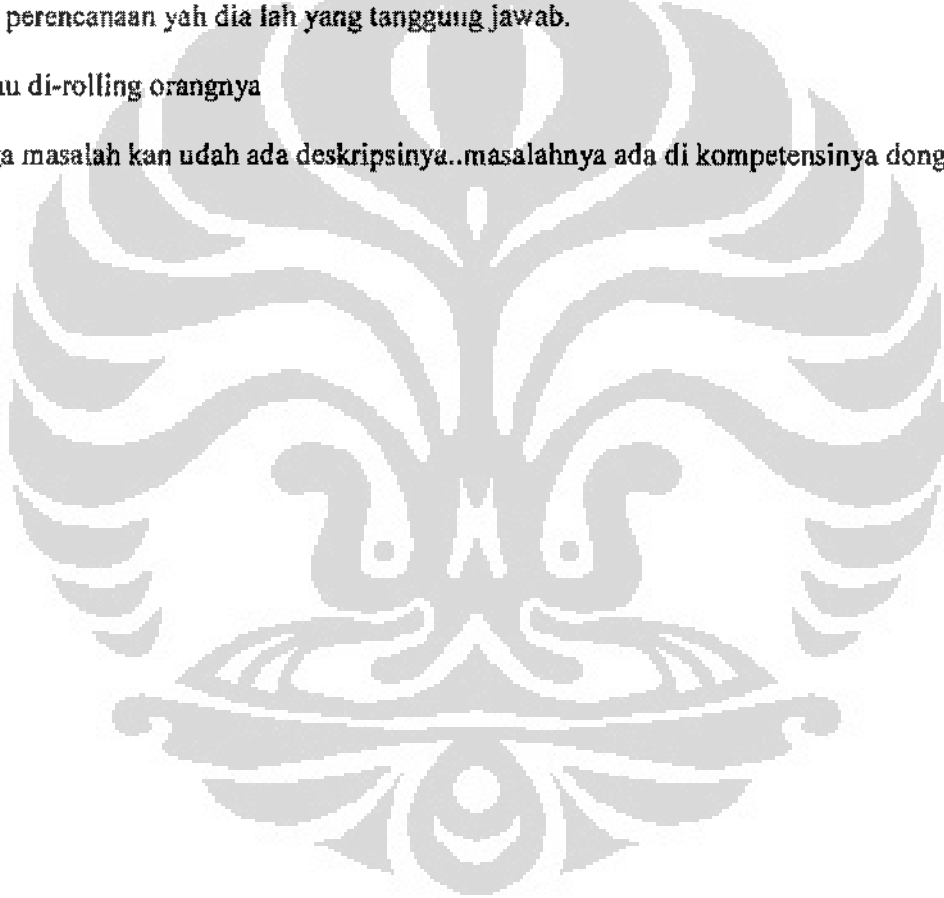 perencanaan yah dia lah yang tanggung jawab.
au di-rolling orangnya
a masalah kan udah ada deskripsinya..masalahnya ada di kompetensinya dong